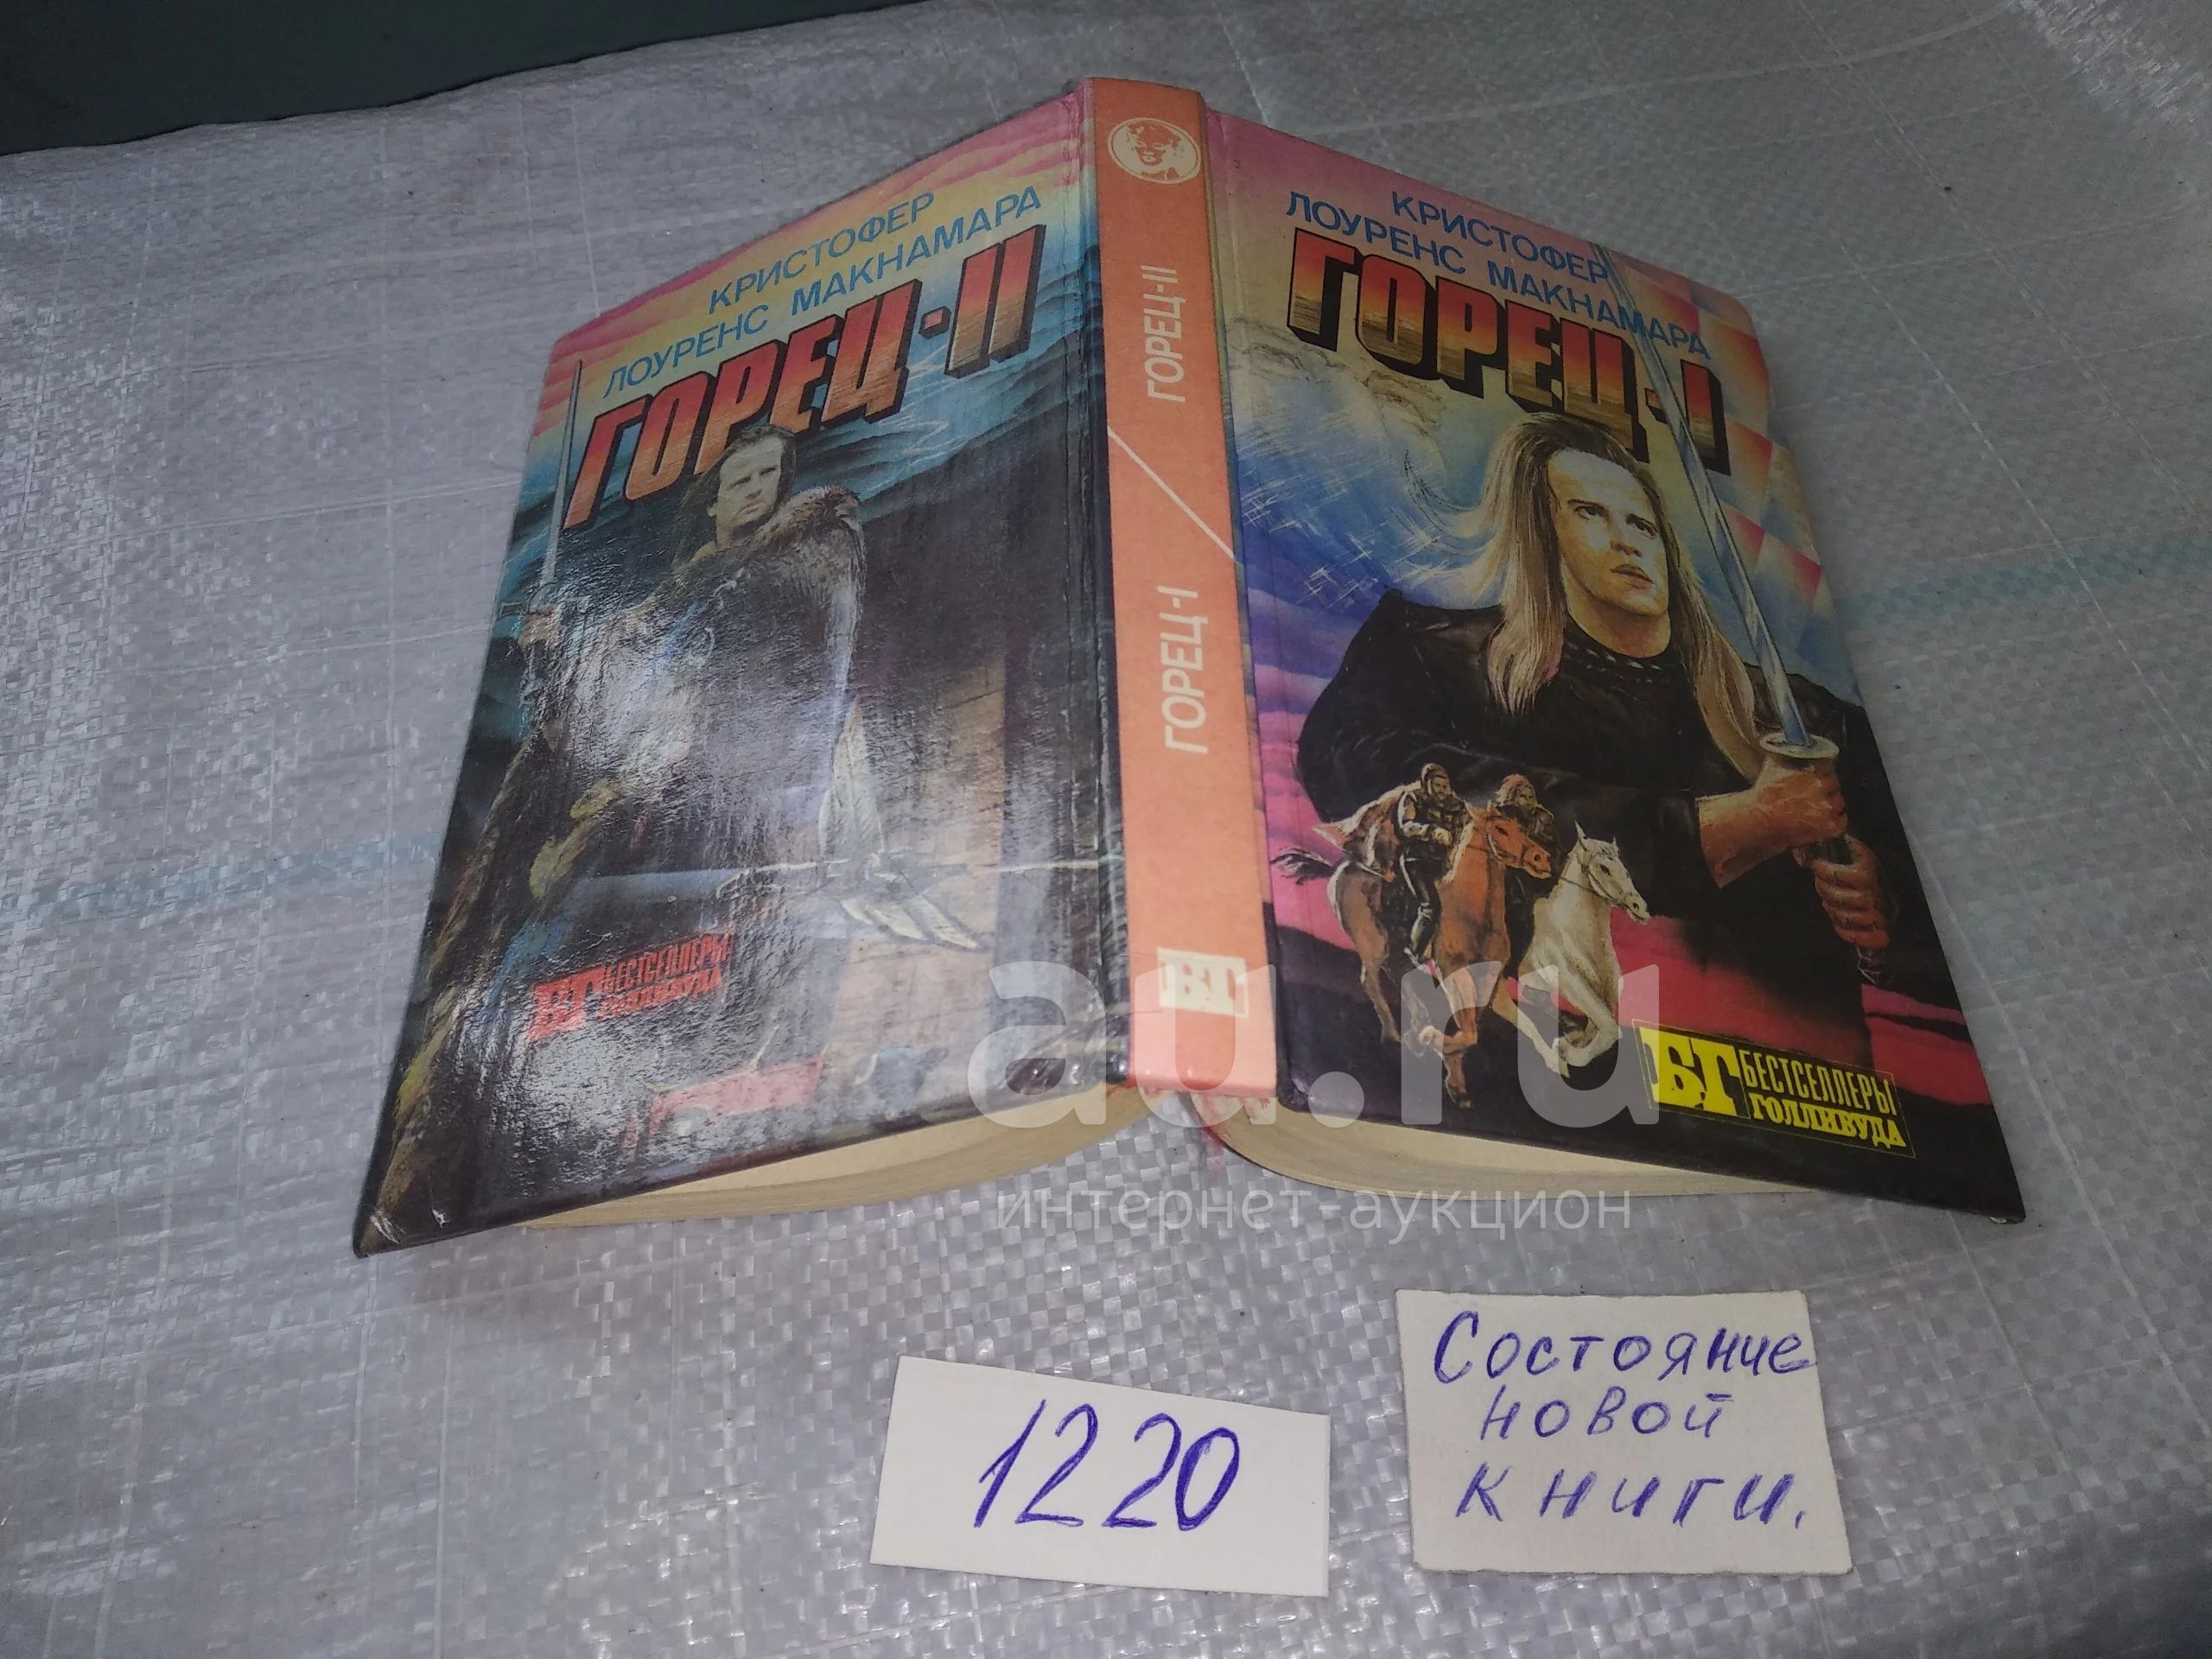 КРИСТОФЕР
ЛОУРЕНС МАКНАМАРА
ГОРЕЦ-II
БГ БЕСТСЕЛЛЕРЫ
ГОЛЛИВУДА
ГОРЕЦ-II
ГОРЕЦ-I
БГ
КРИСТОФЕР
ЛОУРЕНС МАКНАМАРА
ГОРЕЦ-I
БГ БЕСТСЕЛЛЕРЫ
ГОЛЛИВУДА
au.ru
интернет-аукцион
1220
Состояние
новой
книги.